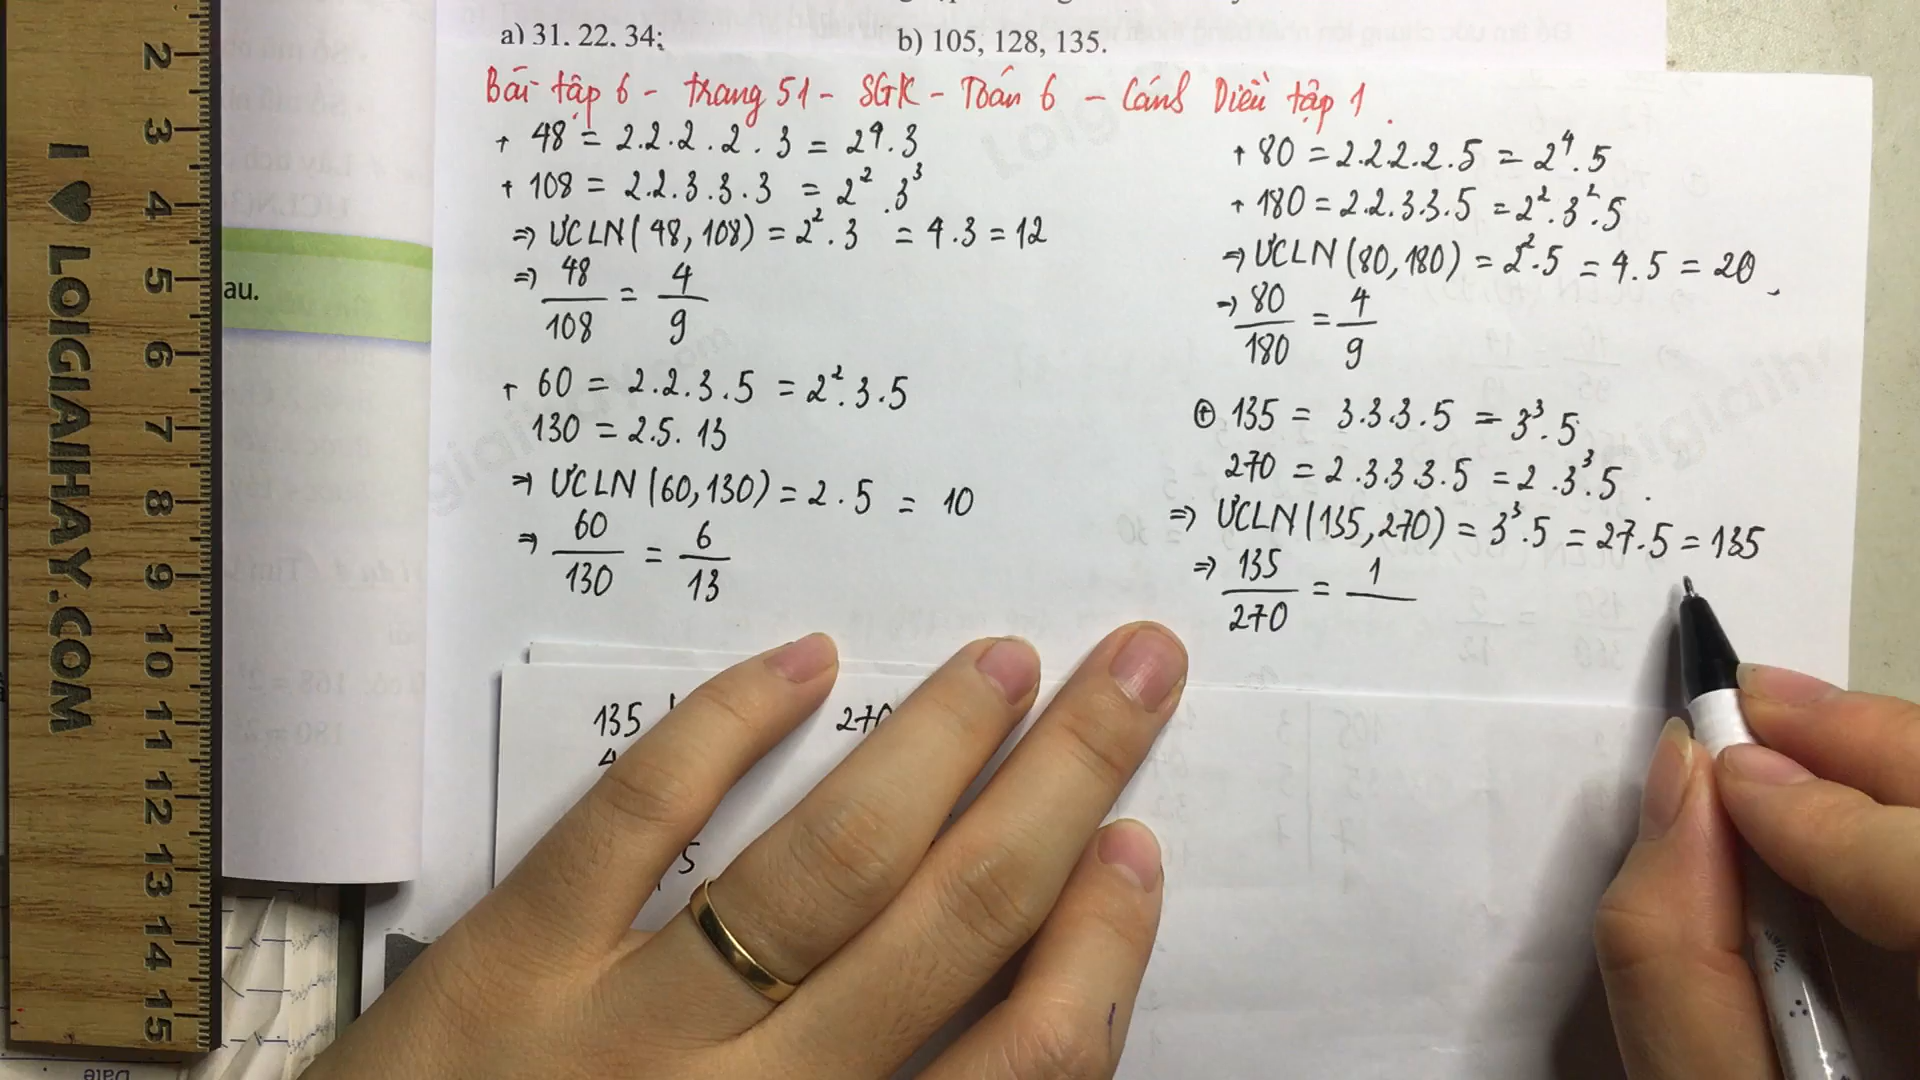 a) 31. 22. 34;
b) 105, 128, 135.
Bài tập 6 - trang 51 - SGK - Toán 6 - Cánh Diều tập 1.
+ 48 = 2.2.2.2.3 = 2⁴.3
+ 108 = 2.2.3.3.3 = 2².3³
⇒ ƯCLN(48,108) = 2².3 = 4.3 = 12
⇒ 48/108 = 4/9
+ 60 = 2.2.3.5 = 2².3.5
130 = 2.5.13
⇒ ƯCLN(60,130) = 2.5 = 10
⇒ 60/130 = 6/13
+ 80 = 2.2.2.2.5 = 2⁴.5
+ 180 = 2.2.3.3.5 = 2².3².5
⇒ ƯCLN(80,180) = 2².5 = 4.5 = 20
⇒ 80/180 = 4/9
⊕ 135 = 3.3.3.5 = 3³.5
270 = 2.3.3.3.5 = 2.3³.5.
⇒ ƯCLN(135,270) = 3³.5 = 27.5 = 135
⇒ 135/270 = 1/
135
270
5
au.
I ♥ LOIGIAIHAY.COM
2 3 4 5 6 7 8 9 10 11 12 13 14 15
Date